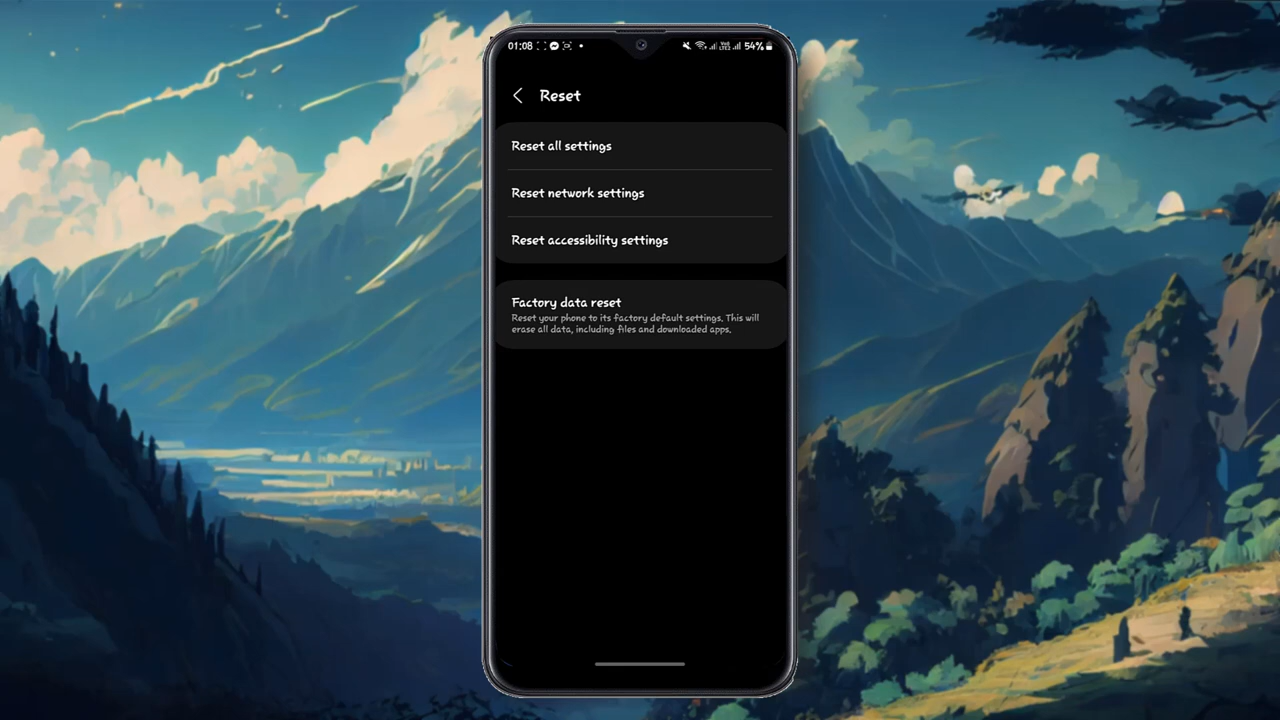 01:08 54%
Reset
Reset all settings
Reset network settings
Reset accessibility settings
Factory data reset
Reset your phone to its factory default settings. This will
erase all data, including files and downloaded apps.